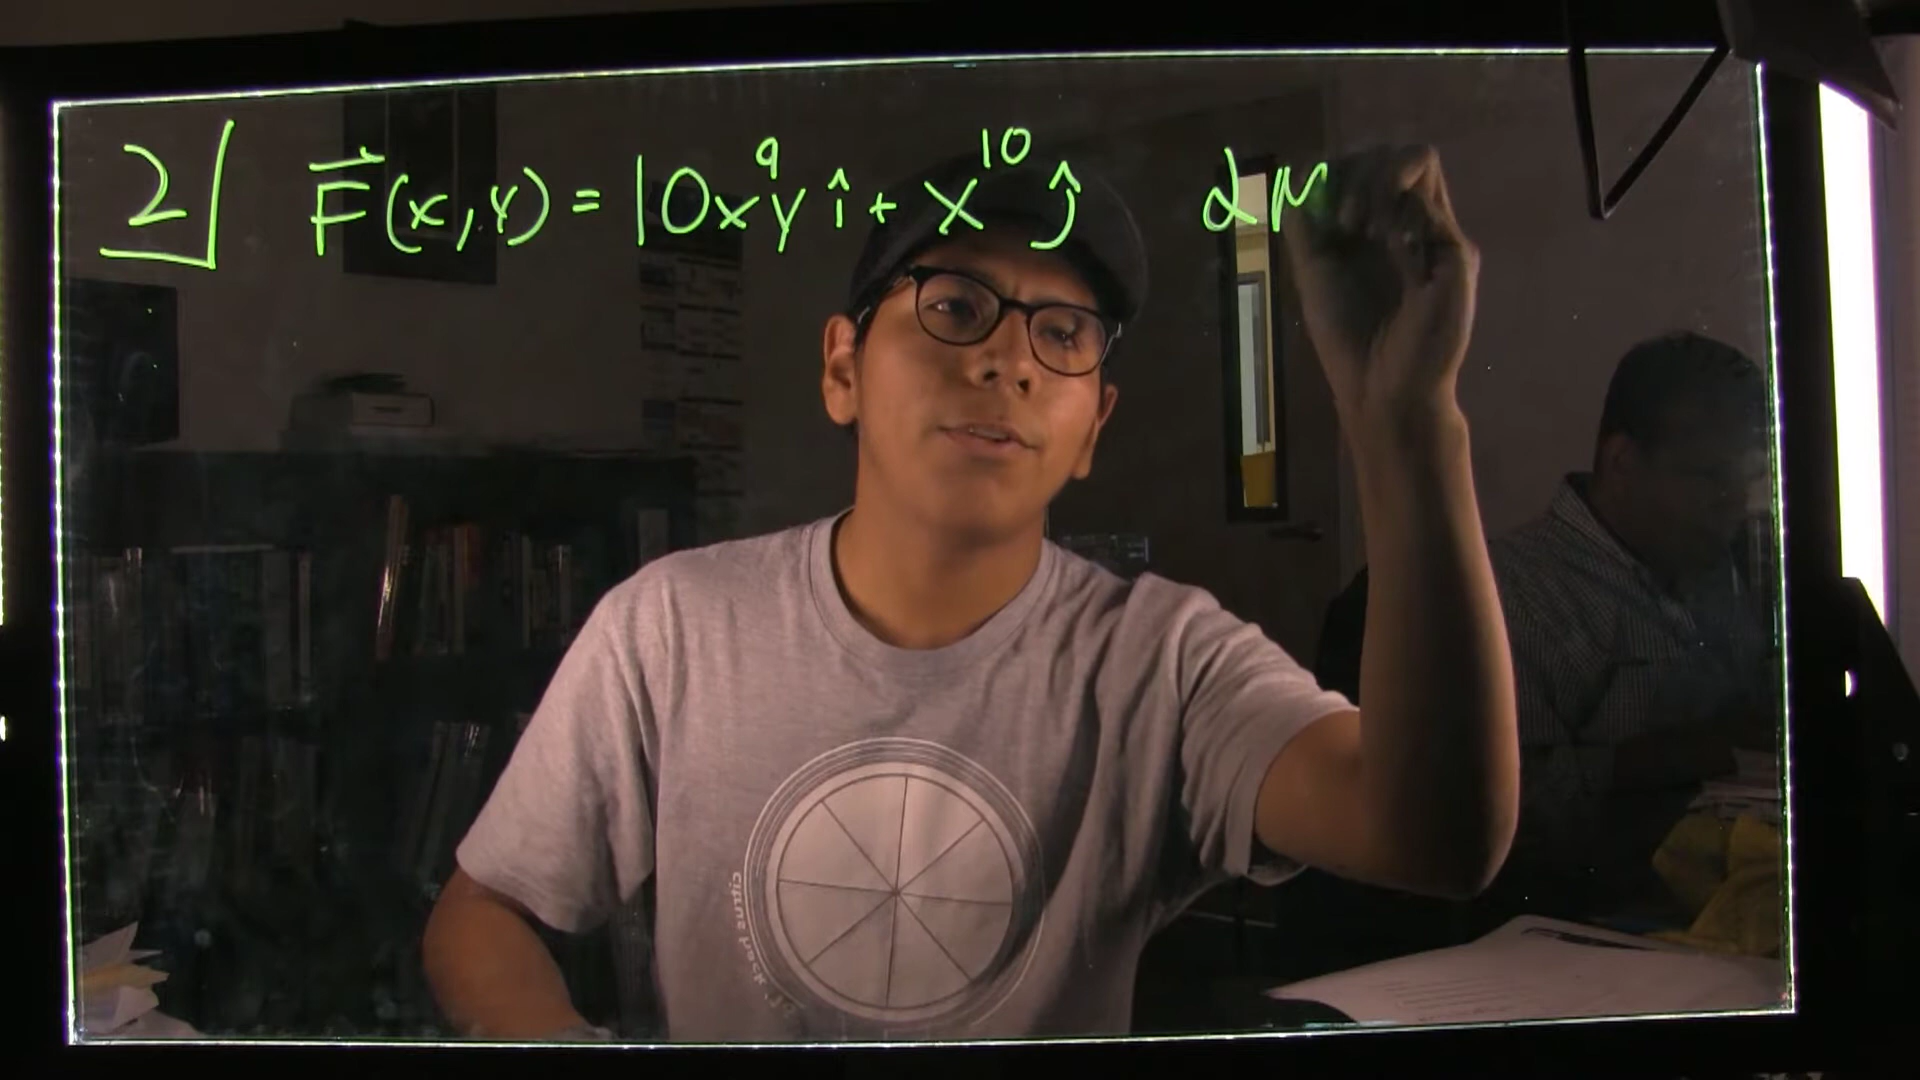 2 F⃗(x,y) = 10x⁹y î + x¹⁰ ĵ